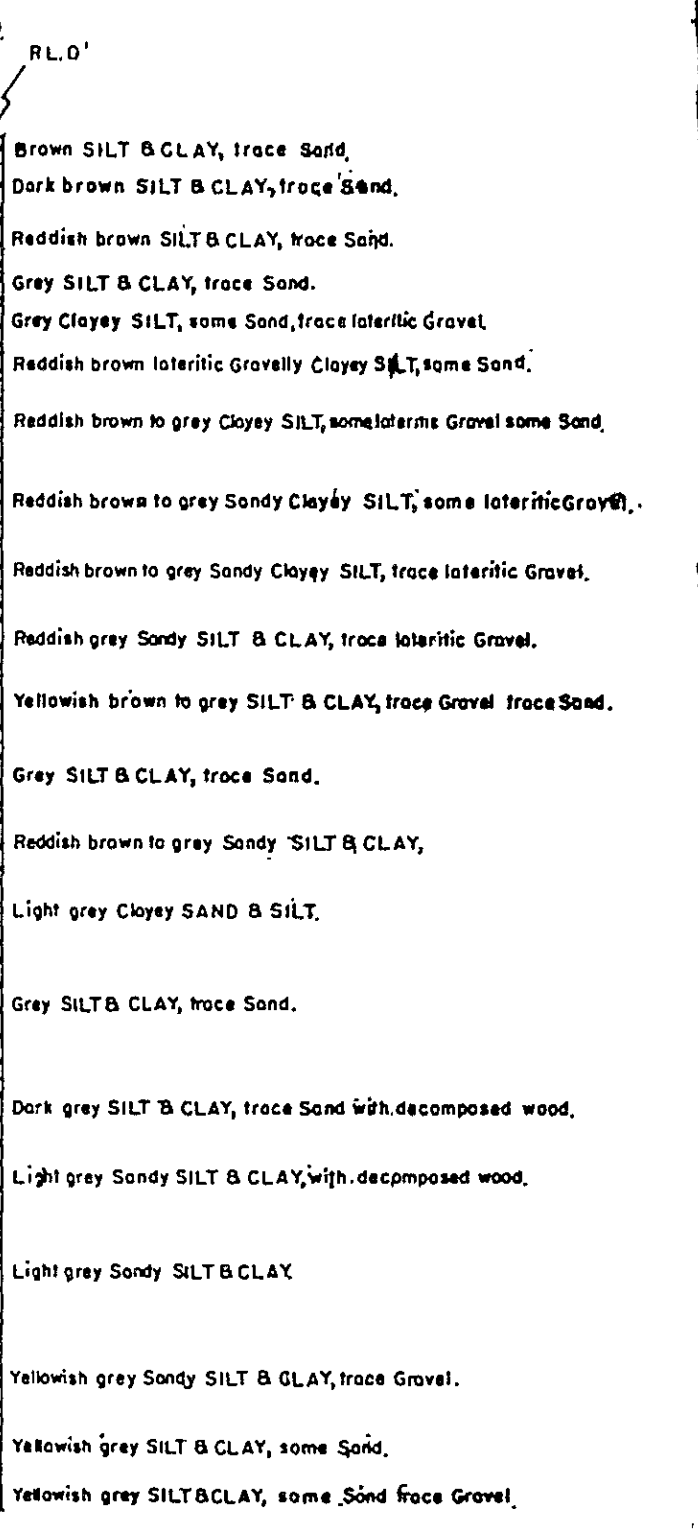 RL.0'
Brown SILT & CLAY, trace Sand.
Dark brown SILT & CLAY, trace Sand.
Reddish brown SILT & CLAY, trace Sand.
Grey SILT & CLAY, trace Sand.
Grey Clayey SILT, some Sand, trace lateritic Gravel.
Reddish brown lateritic Gravelly Clayey SILT, some Sand.
Reddish brown to grey Clayey SILT, some Gravel some Sand.
Reddish brown to grey Sandy Clayey SILT, some lateritic Gravel.
Reddish brown to grey Sandy Clayey SILT, trace lateritic Gravel.
Reddish grey Sandy SILT & CLAY, trace lateritic Gravel.
Yellowish brown to grey SILT & CLAY, trace Gravel trace Sand.
Grey SILT & CLAY, trace Sand.
Reddish brown to grey Sandy SILT & CLAY,
Light grey Clayey SAND & SILT.
Grey SILT & CLAY, trace Sand.
Dark grey SILT & CLAY, trace Sand with decomposed wood.
Light grey Sandy SILT & CLAY, with decomposed wood.
Light grey Sandy SILT & CLAY.
Yellowish grey Sandy SILT & CLAY, trace Gravel.
Yellowish grey SILT & CLAY, some Sand.
Yellowish grey SILT & CLAY, some Sand trace Gravel.